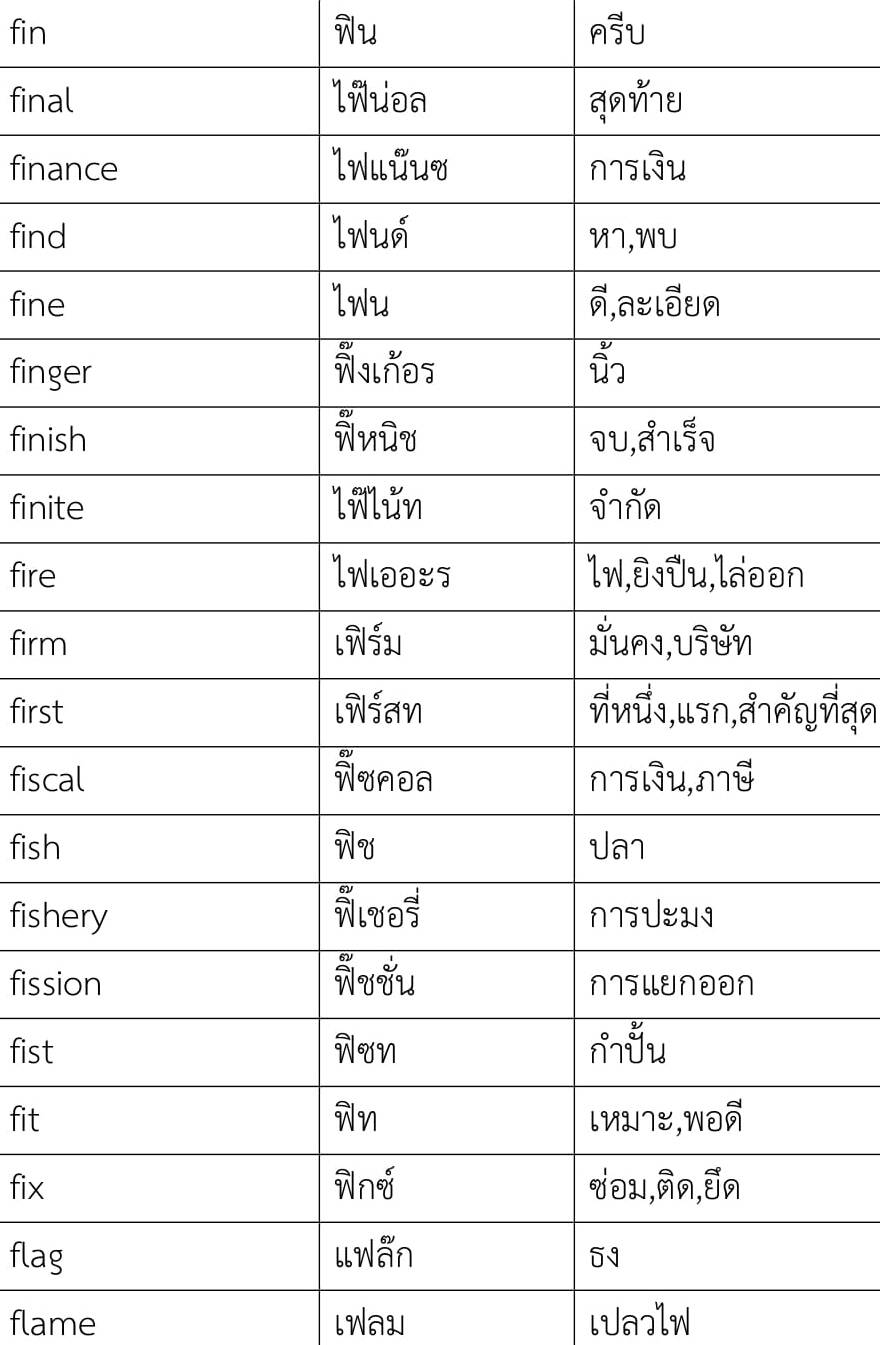 fin ฟิน ครีบ
final ไฟ๊น่อล สุดท้าย
finance ไฟแน๊นซ การเงิน
find ไฟนด์ หา,พบ
fine ไฟน ดี,ละเอียด
finger ฟิ๊งเก้อร นิ้ว
finish ฟิ๊หนิช จบ,สำเร็จ
finite ไฟ๊ไน้ท จำกัด
fire ไฟเออะร ไฟ,ยิงปืน,ไล่ออก
firm เฟิร์ม มั่นคง,บริษัท
first เฟิร์สท ที่หนึ่ง,แรก,สำคัญที่สุด
fiscal ฟิ๊ซคอล การเงิน,ภาษี
fish ฟิช ปลา
fishery ฟิ๊เชอรี่ การประมง
fission ฟิ๊ชชั่น การแยกออก
fist ฟิซท กำปั้น
fit ฟิท เหมาะ,พอดี
fix ฟิกซ์ ซ่อม,ติด,ยึด
flag แฟล๊ก ธง
flame เฟลม เปลวไฟ